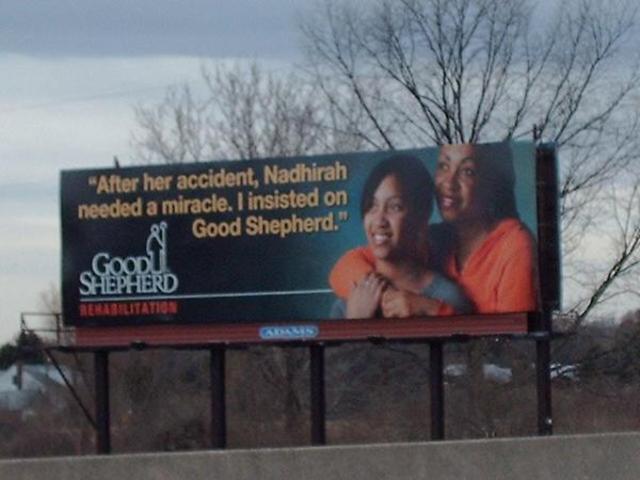 “After her accident, Nadhirah
needed a miracle. I insisted on
Good Shepherd.”
GOOD
SHEPHERD
REHABILITATION
ADAMS